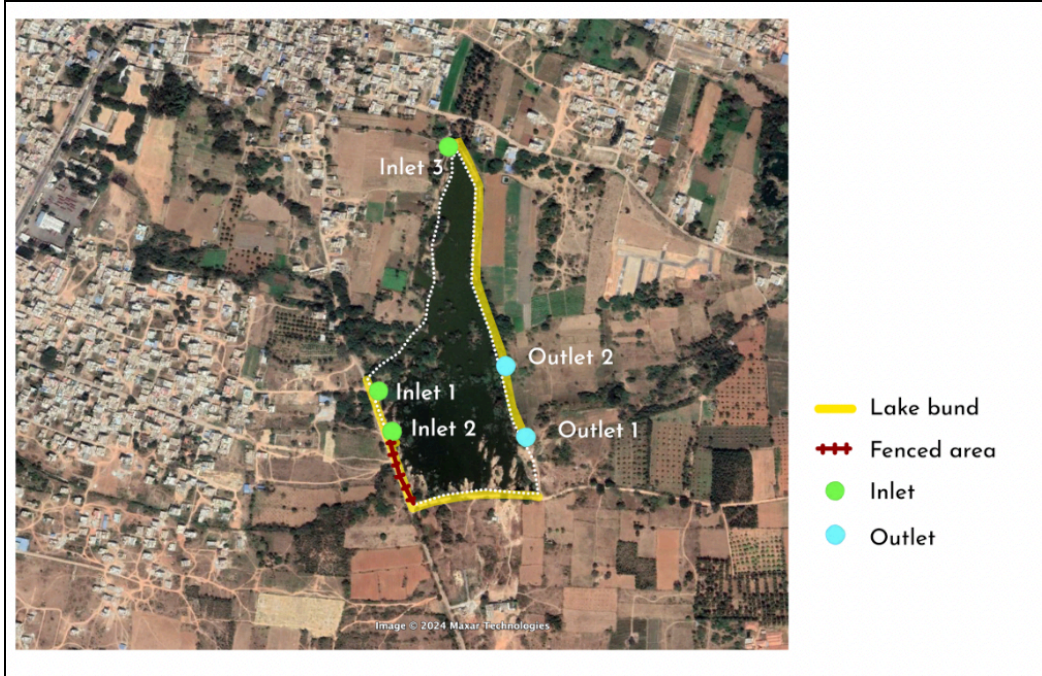 Inlet 3
Outlet 2
Inlet 1
Inlet 2
Outlet 1
Lake bund
Fenced area
Inlet
Outlet
Image © 2024 Maxar Technologies